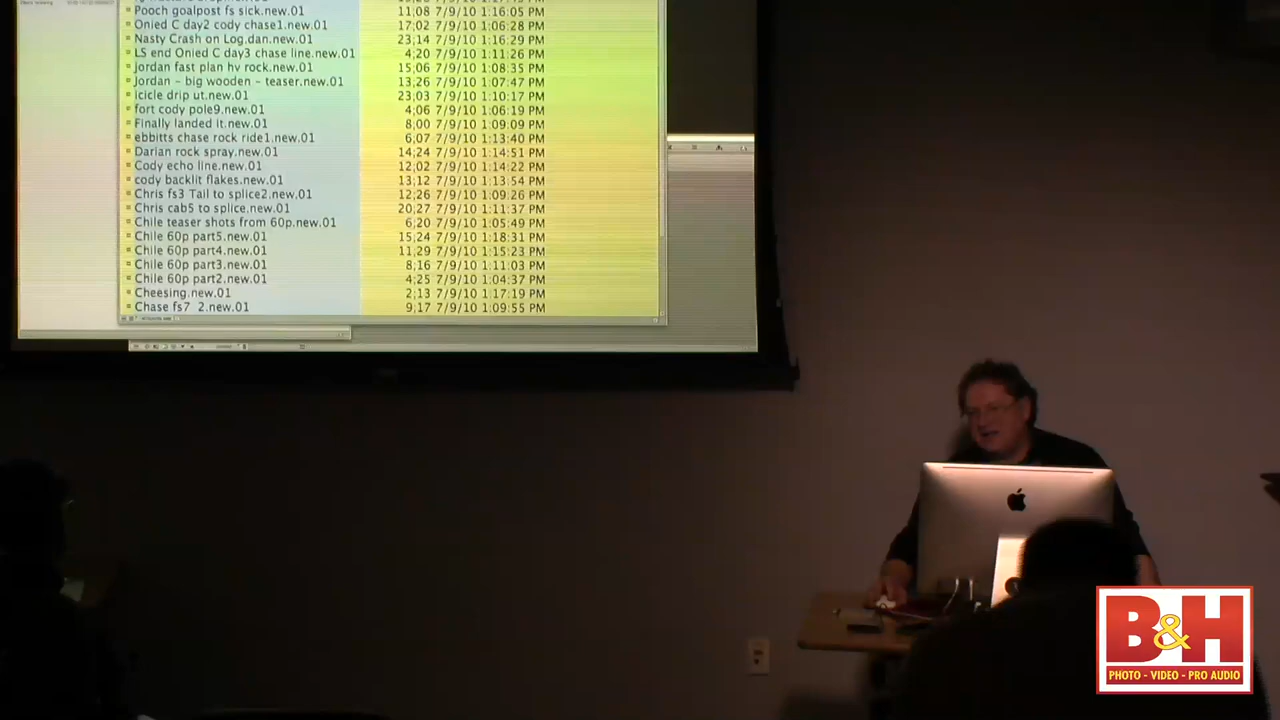 Pooch goalpost fs sick.new.01 11;08 7/9/10 1:16:05 PM
Onied C day2 cody chase1.new.01 17;02 7/9/10 1:06:28 PM
Nasty Crash on Log.dan.new.01 23;14 7/9/10 1:16:29 PM
LS end Onied C day3 chase line.new.01 4;20 7/9/10 1:11:26 PM
jordan fast plan hv rock.new.01 15;06 7/9/10 1:08:35 PM
Jordan - big wooden - teaser.new.01 13;26 7/9/10 1:07:47 PM
icicle drip ut.new.01 23;03 7/9/10 1:10:17 PM
fort cody pole9.new.01 4;06 7/9/10 1:06:19 PM
Finally landed it.new.01 8;00 7/9/10 1:09:09 PM
ebbitts chase rock ride1.new.01 6;07 7/9/10 1:13:40 PM
Darian rock spray.new.01 14;24 7/9/10 1:14:51 PM
Cody echo line.new.01 12;02 7/9/10 1:14:22 PM
cody backlit flakes.new.01 13;12 7/9/10 1:13:54 PM
Chris fs3 Tail to splice2.new.01 12;26 7/9/10 1:09:26 PM
Chris cab5 to splice.new.01 20;27 7/9/10 1:11:37 PM
Chile teaser shots from 60p.new.01 6;20 7/9/10 1:05:49 PM
Chile 60p part5.new.01 15;24 7/9/10 1:18:31 PM
Chile 60p part4.new.01 11;29 7/9/10 1:15:23 PM
Chile 60p part3.new.01 8;16 7/9/10 1:11:03 PM
Chile 60p part2.new.01 4;25 7/9/10 1:04:37 PM
Cheesing.new.01 2;13 7/9/10 1:17:19 PM
Chase fs7 2.new.01 9;17 7/9/10 1:09:55 PM
B&H
PHOTO - VIDEO - PRO AUDIO